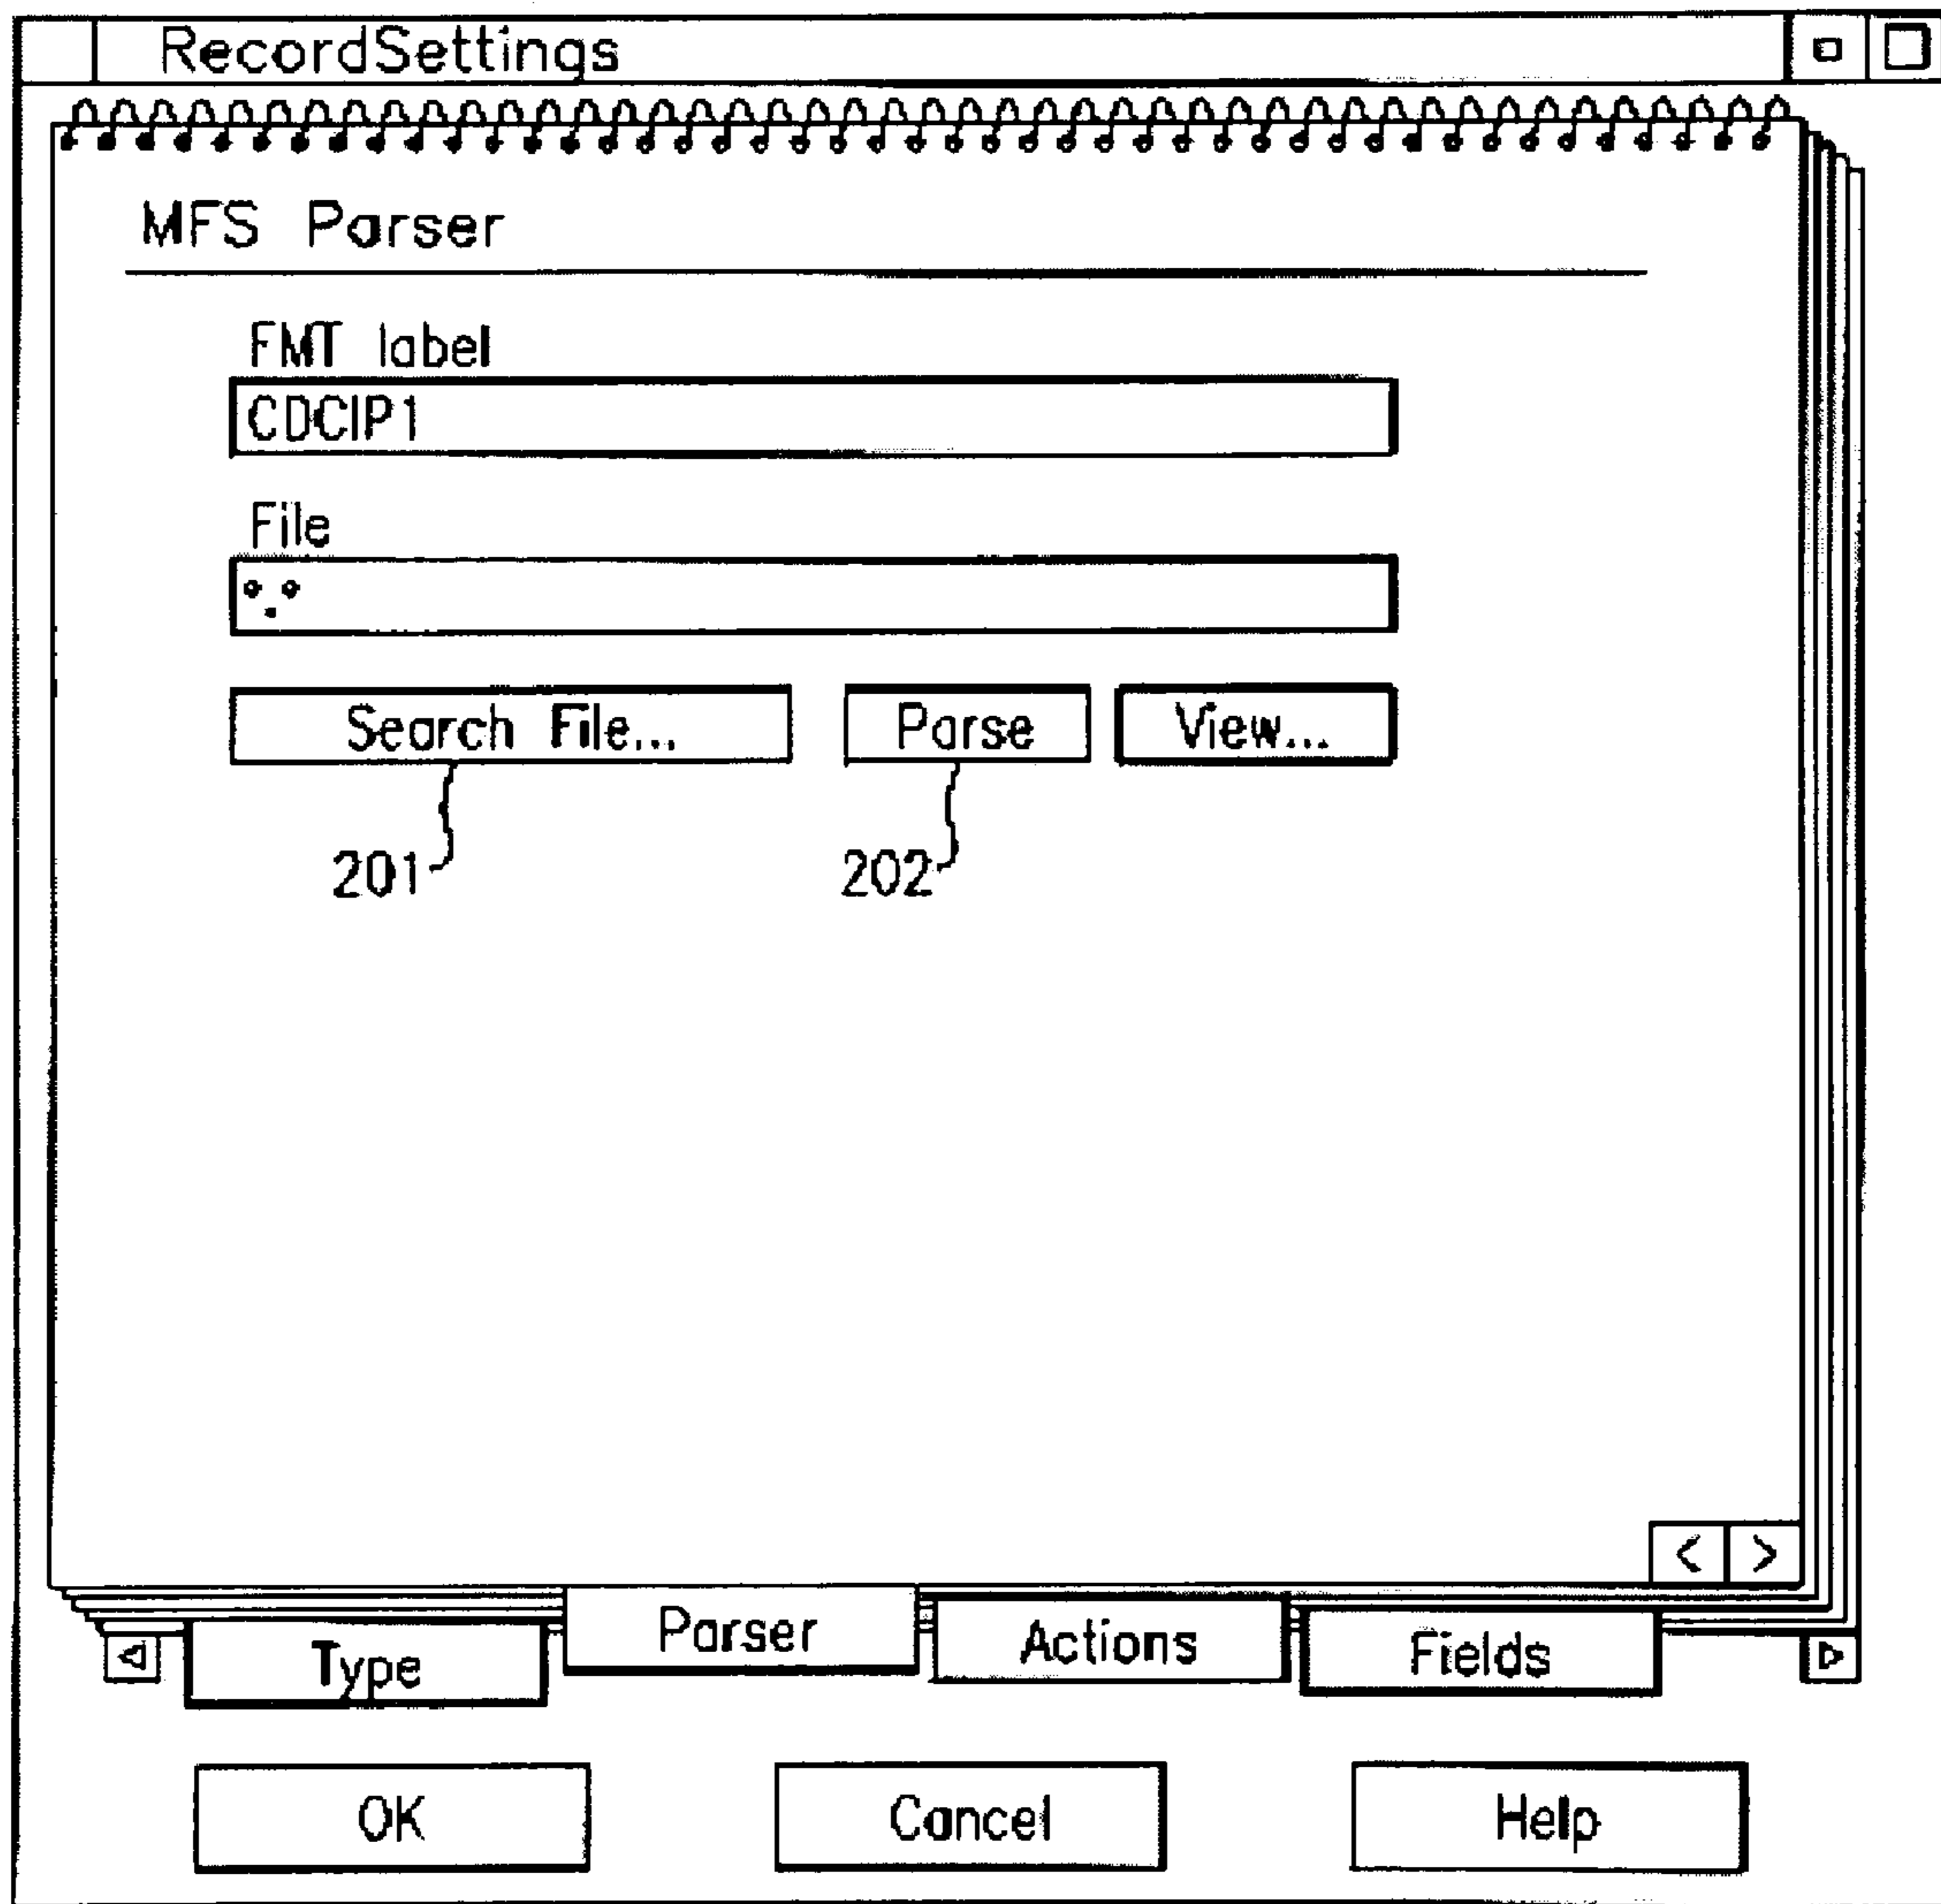 RecordSettings
MFS Parser
FMT label
CDCIP1
File
*.*
Search File... Parse View...
201 202
< >
Type Parser Actions Fields
OK Cancel Help